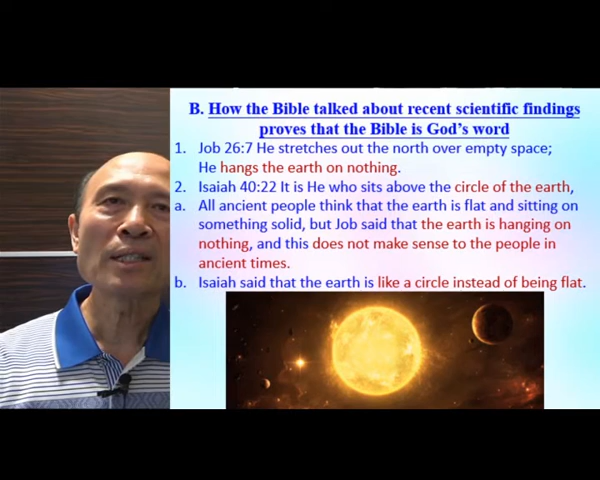 B. How the Bible talked about recent scientific findings
proves that the Bible is God's word
1. Job 26:7 He stretches out the north over empty space;
He hangs the earth on nothing.
2. Isaiah 40:22 It is He who sits above the circle of the earth,
a. All ancient people think that the earth is flat and sitting on
something solid, but Job said that the earth is hanging on
nothing, and this does not make sense to the people in
ancient times.
b. Isaiah said that the earth is like a circle instead of being flat.